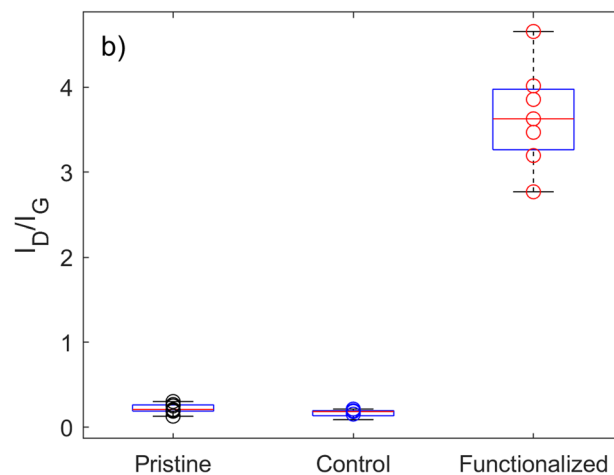 b)
I_D/I_G
4
3
2
1
0
Pristine Control Functionalized